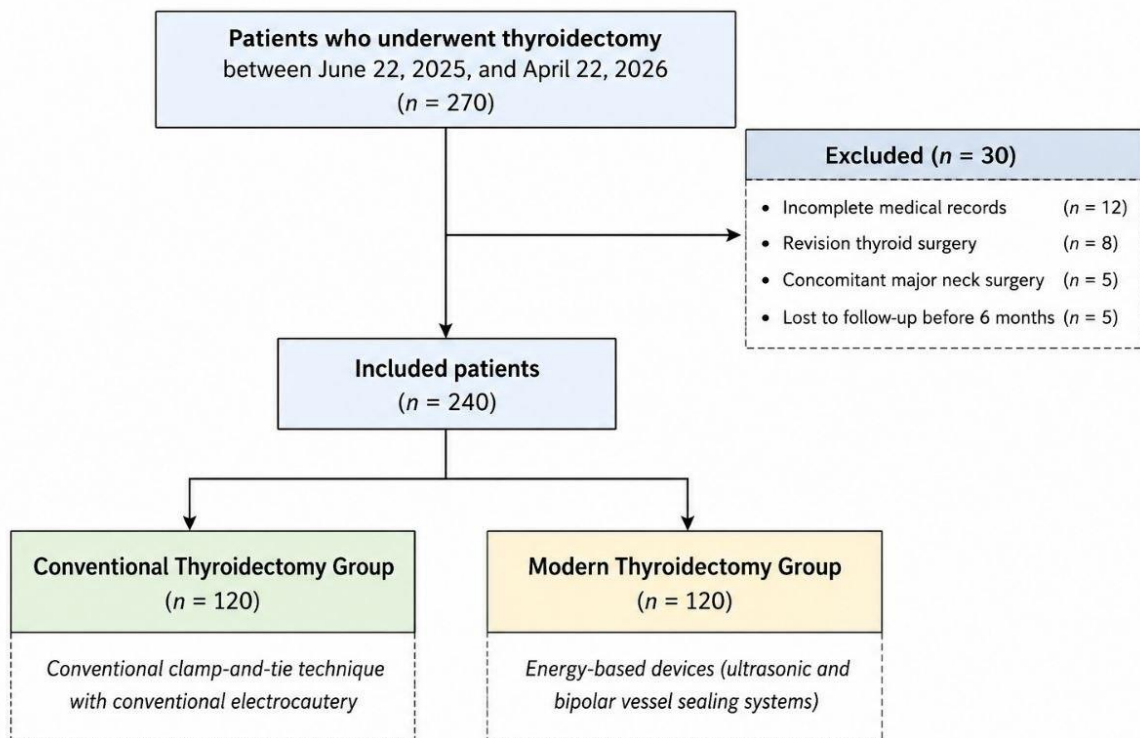 Patients who underwent thyroidectomy
between June 22, 2025, and April 22, 2026
(n = 270)
Excluded (n = 30)
• Incomplete medical records (n = 12)
• Revision thyroid surgery (n = 8)
• Concomitant major neck surgery (n = 5)
• Lost to follow-up before 6 months (n = 5)
Included patients
(n = 240)
Conventional Thyroidectomy Group
(n = 120)
Conventional clamp-and-tie technique
with conventional electrocautery
Modern Thyroidectomy Group
(n = 120)
Energy-based devices (ultrasonic and
bipolar vessel sealing systems)